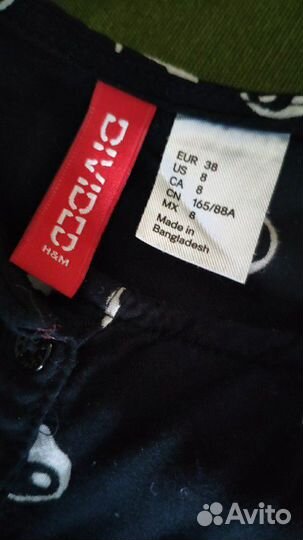 DIVIDED
H&M
EUR 38
US 8
CA 8
CN 165/88A
MX 8
Made in
Bangladesh
Avito